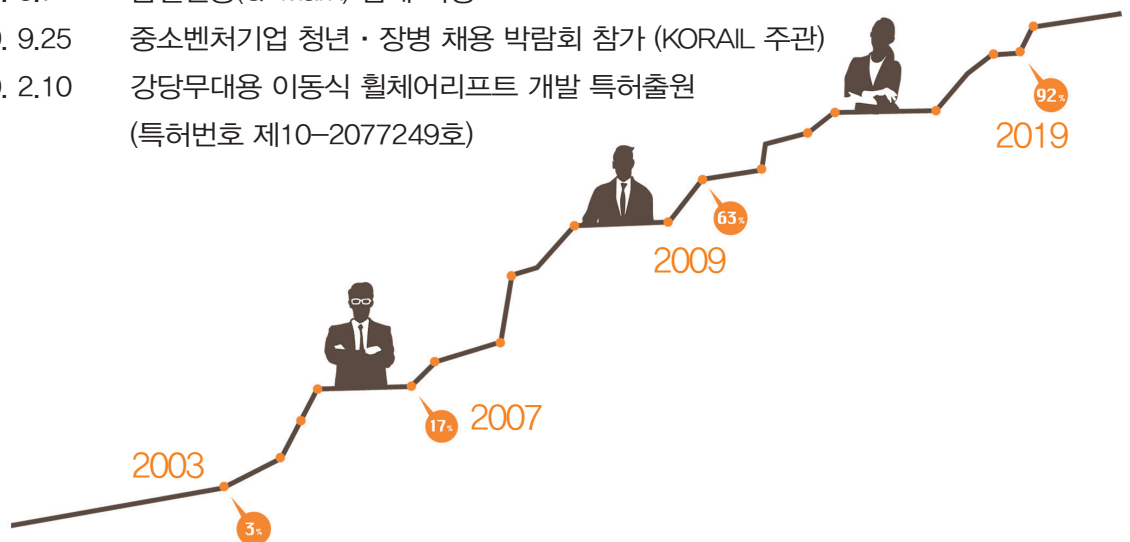 9.25 중소벤처기업 청년 · 장병 채용 박람회 참가 (KORAIL 주관)
2.10 강당무대용 이동식 휠체어리프트 개발 특허출원
(특허번호 제10-2077249호)
92%
2019
63%
2009
17%
2007
2003
3%